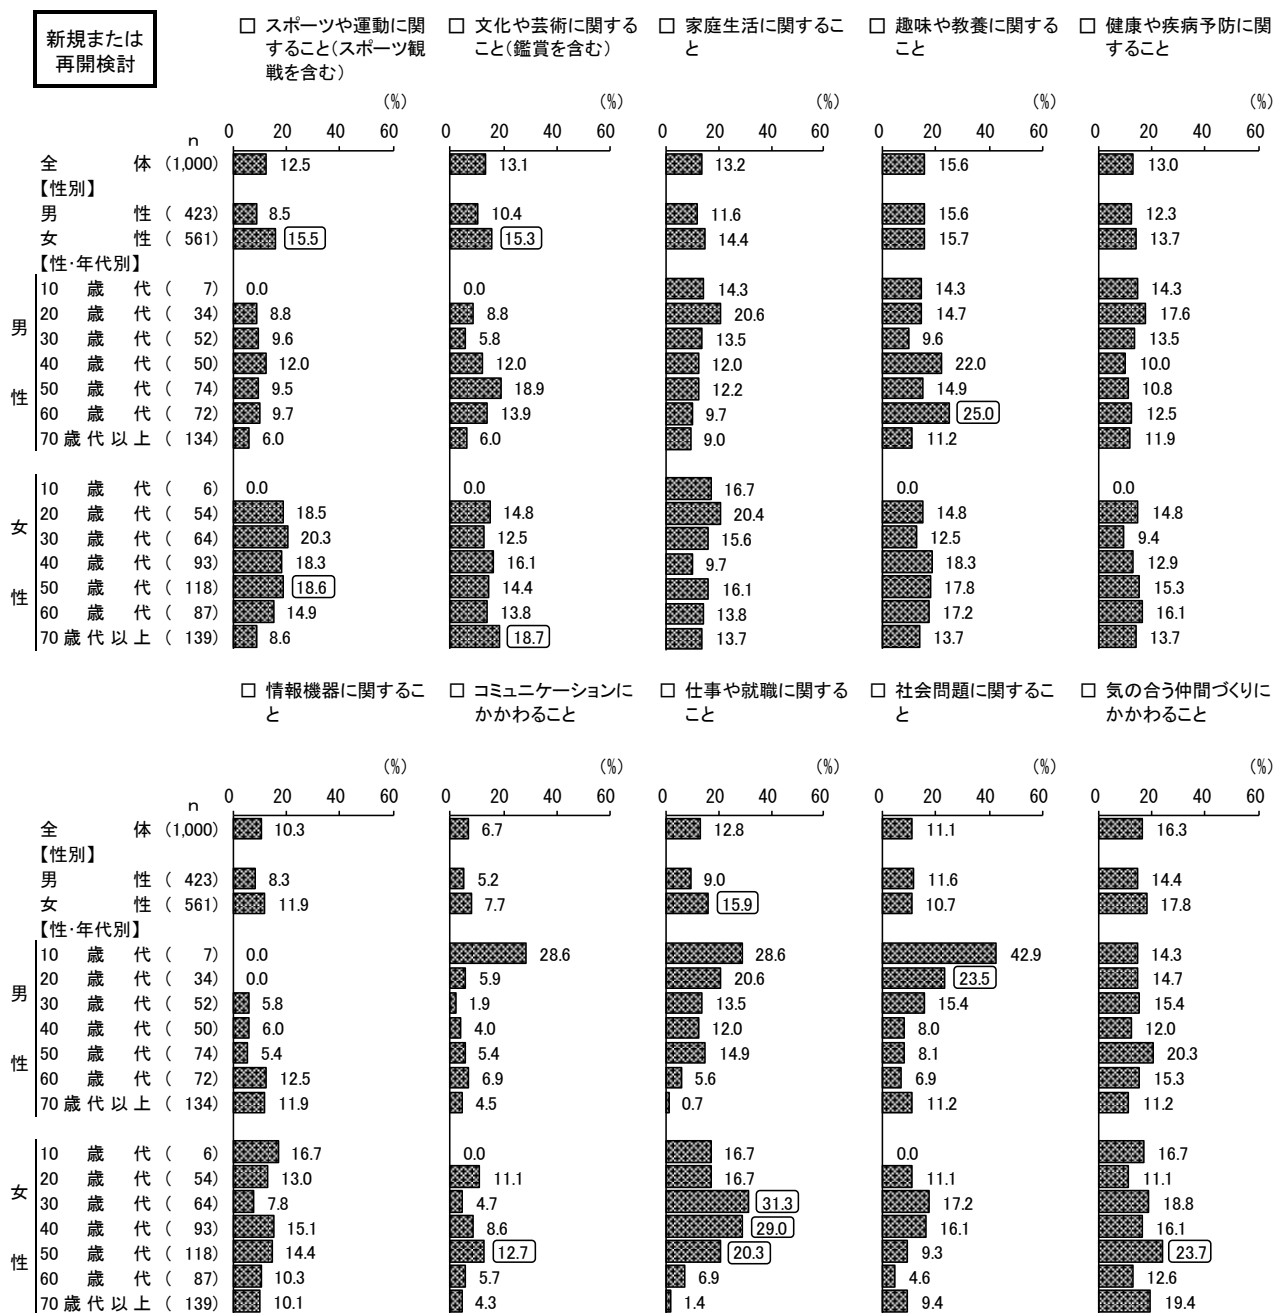 新規または
再開検討
□ スポーツや運動に関
すること（スポーツ観
戦を含む）
□ 文化や芸術に関する
こと（鑑賞を含む）
□ 家庭生活に関するこ
と
□ 趣味や教養に関する
こと
□ 健康や疾病予防に関
すること
(%) (%) (%) (%) (%)
n 0 20 40 60 0 20 40 60 0 20 40 60 0 20 40 60 0 20 40 60
全 体 (1,000) 12.5 13.1 13.2 15.6 13.0
【性別】
男 性 ( 423) 8.5 10.4 11.6 15.6 12.3
女 性 ( 561) 15.5 15.3 14.4 15.7 13.7
【性・年代別】
男性
10 歳 代 ( 7) 0.0 0.0 14.3 14.3 14.3
20 歳 代 ( 34) 8.8 8.8 20.6 14.7 17.6
30 歳 代 ( 52) 9.6 5.8 13.5 9.6 13.5
40 歳 代 ( 50) 12.0 12.0 12.0 22.0 10.0
50 歳 代 ( 74) 9.5 18.9 12.2 14.9 10.8
60 歳 代 ( 72) 9.7 13.9 9.7 25.0 12.5
70 歳 代 以 上 ( 134) 6.0 6.0 9.0 11.2 11.9
女性
10 歳 代 ( 6) 0.0 0.0 16.7 0.0 0.0
20 歳 代 ( 54) 18.5 14.8 20.4 14.8 14.8
30 歳 代 ( 64) 20.3 12.5 15.6 12.5 9.4
40 歳 代 ( 93) 18.3 16.1 9.7 18.3 12.9
50 歳 代 ( 118) 18.6 14.4 16.1 17.8 15.3
60 歳 代 ( 87) 14.9 13.8 13.8 17.2 16.1
70 歳 代 以 上 ( 139) 8.6 18.7 13.7 13.7 13.7
□ 情報機器に関するこ
と
□ コミュニケーションに
かかわること
□ 仕事や就職に関する
こと
□ 社会問題に関するこ
と
□ 気の合う仲間づくりに
かかわること
(%) (%) (%) (%) (%)
n 0 20 40 60 0 20 40 60 0 20 40 60 0 20 40 60 0 20 40 60
全 体 (1,000) 10.3 6.7 12.8 11.1 16.3
【性別】
男 性 ( 423) 8.3 5.2 9.0 11.6 14.4
女 性 ( 561) 11.9 7.7 15.9 10.7 17.8
【性・年代別】
男性
10 歳 代 ( 7) 0.0 28.6 28.6 42.9 14.3
20 歳 代 ( 34) 0.0 5.9 20.6 23.5 14.7
30 歳 代 ( 52) 5.8 1.9 13.5 15.4 15.4
40 歳 代 ( 50) 6.0 4.0 12.0 8.0 12.0
50 歳 代 ( 74) 5.4 5.4 14.9 8.1 20.3
60 歳 代 ( 72) 12.5 6.9 5.6 6.9 15.3
70 歳 代 以 上 ( 134) 11.9 4.5 0.7 11.2 11.2
女性
10 歳 代 ( 6) 16.7 0.0 16.7 0.0 16.7
20 歳 代 ( 54) 13.0 11.1 16.7 11.1 11.1
30 歳 代 ( 64) 7.8 4.7 31.3 17.2 18.8
40 歳 代 ( 93) 15.1 8.6 29.0 16.1 16.1
50 歳 代 ( 118) 14.4 12.7 20.3 9.3 23.7
60 歳 代 ( 87) 10.3 5.7 6.9 4.6 12.6
70 歳 代 以 上 ( 139) 10.1 4.3 1.4 9.4 19.4